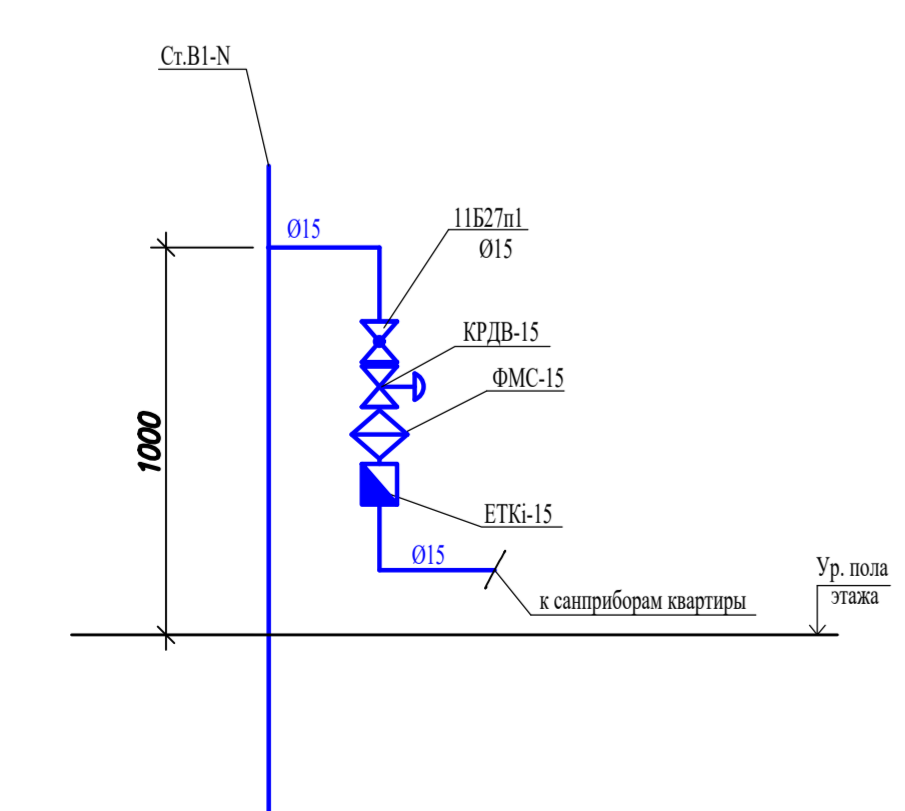 Ст.В1-N
Ø15
11Б27п1
Ø15
КРДВ-15
ФМС-15
1000
ЕТКi-15
Ø15
Ур. пола
этажа
к санприборам квартиры